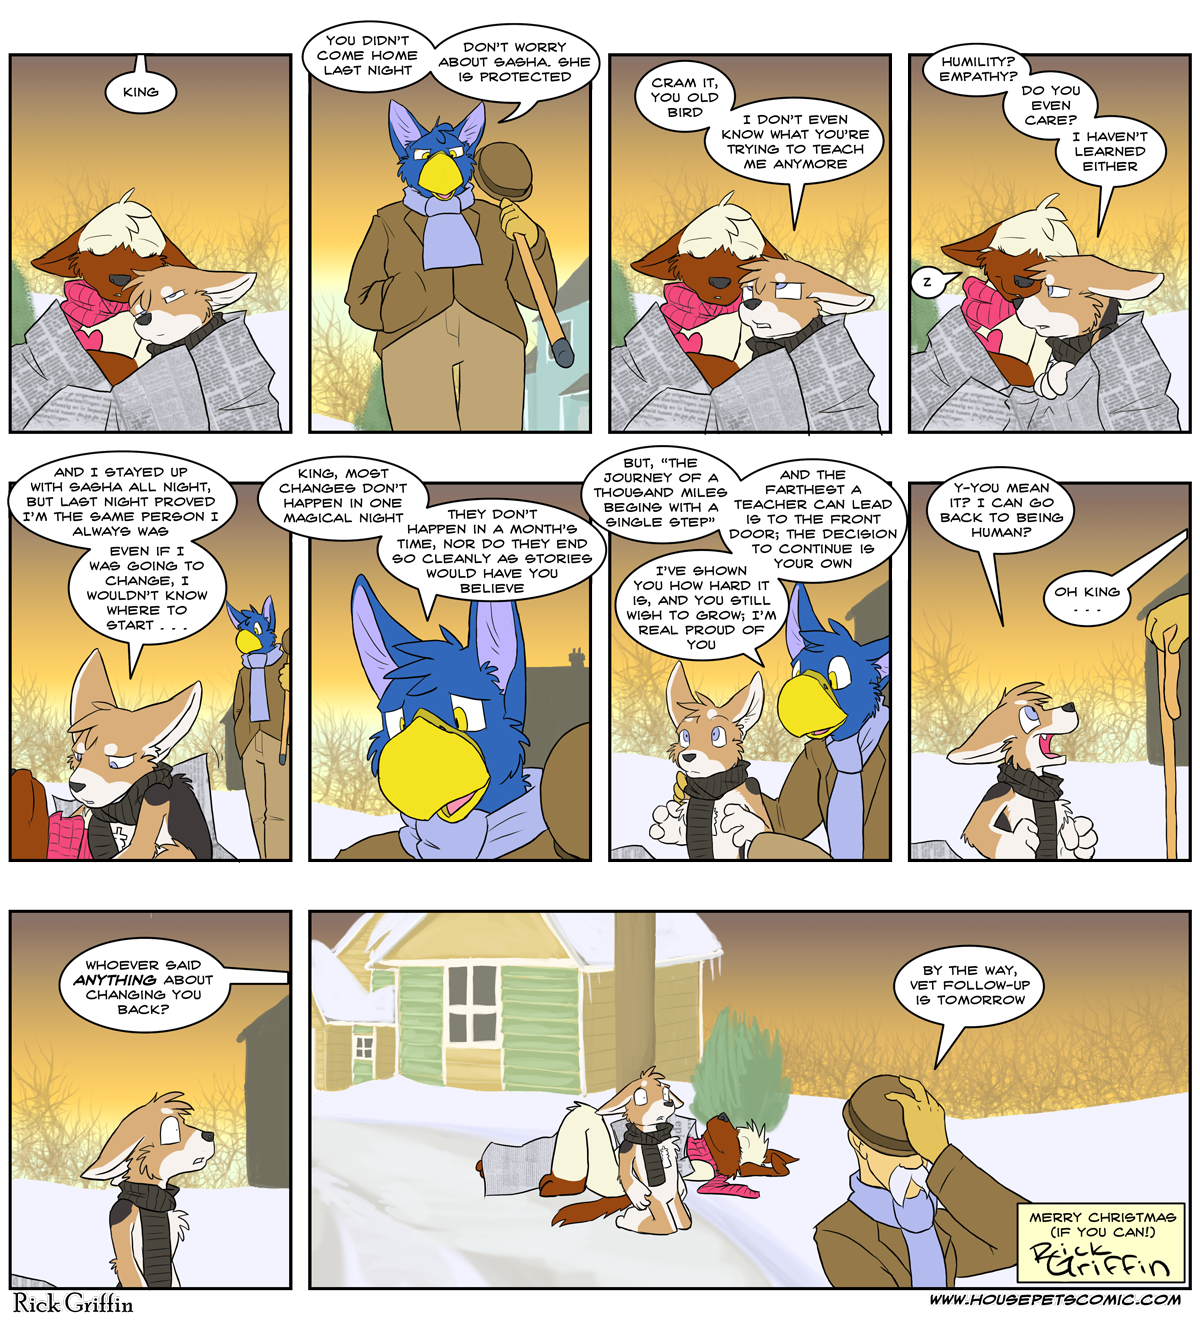 KING
YOU DIDN'T
COME HOME
LAST NIGHT
DON'T WORRY
ABOUT SASHA. SHE
IS PROTECTED
CRAM IT,
YOU OLD
BIRD
I DON'T EVEN
KNOW WHAT YOU'RE
TRYING TO TEACH
ME ANYMORE
HUMILITY?
EMPATHY?
DO YOU
EVEN
CARE?
I HAVEN'T
LEARNED
EITHER
Z
AND I STAYED UP
WITH SASHA ALL NIGHT,
BUT LAST NIGHT PROVED
I'M THE SAME PERSON I
ALWAYS WAS
EVEN IF I
WAS GOING TO
CHANGE, I
WOULDN'T KNOW
WHERE TO
START . . .
KING, MOST
CHANGES DON'T
HAPPEN IN ONE
MAGICAL NIGHT
THEY DON'T
HAPPEN IN A MONTH'S
TIME, NOR DO THEY END
SO CLEANLY AS STORIES
WOULD HAVE YOU
BELIEVE
BUT, "THE
JOURNEY OF A
THOUSAND MILES
BEGINS WITH A
SINGLE STEP"
AND THE
FARTHEST A
TEACHER CAN LEAD
IS TO THE FRONT
DOOR; THE DECISION
TO CONTINUE IS
YOUR OWN
I'VE SHOWN
YOU HOW HARD IT
IS, AND YOU STILL
WISH TO GROW; I'M
REAL PROUD OF
YOU
Y-YOU MEAN
IT? I CAN GO
BACK TO BEING
HUMAN?
OH KING
. . .
WHOEVER SAID
ANYTHING ABOUT
CHANGING YOU
BACK?
BY THE WAY,
VET FOLLOW-UP
IS TOMORROW
MERRY CHRISTMAS
(IF YOU CAN!)
Rick
Griffin
Rick Griffin
WWW.HOUSEPETSCOMIC.COM